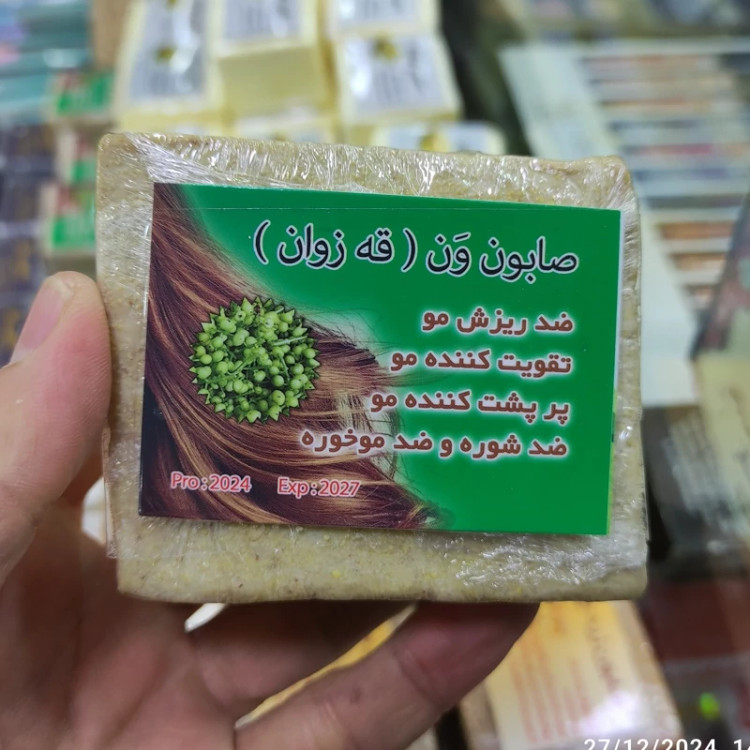 صابون وَن ( قه زوان )
ضد ریزش مو
تقویت کننده مو
پر پشت کننده مو
ضد شوره و ضد موخوره
Pro : 2024 Exp : 2027
27/12/2024